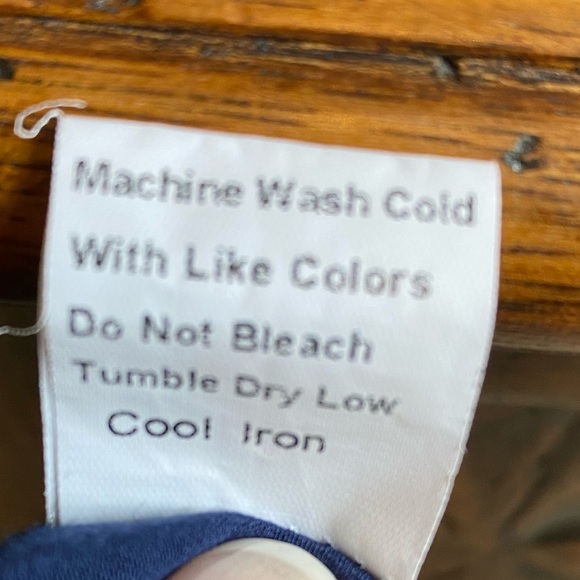 Machine Wash Cold
With Like Colors
Do Not Bleach
Tumble Dry Low
Cool Iron